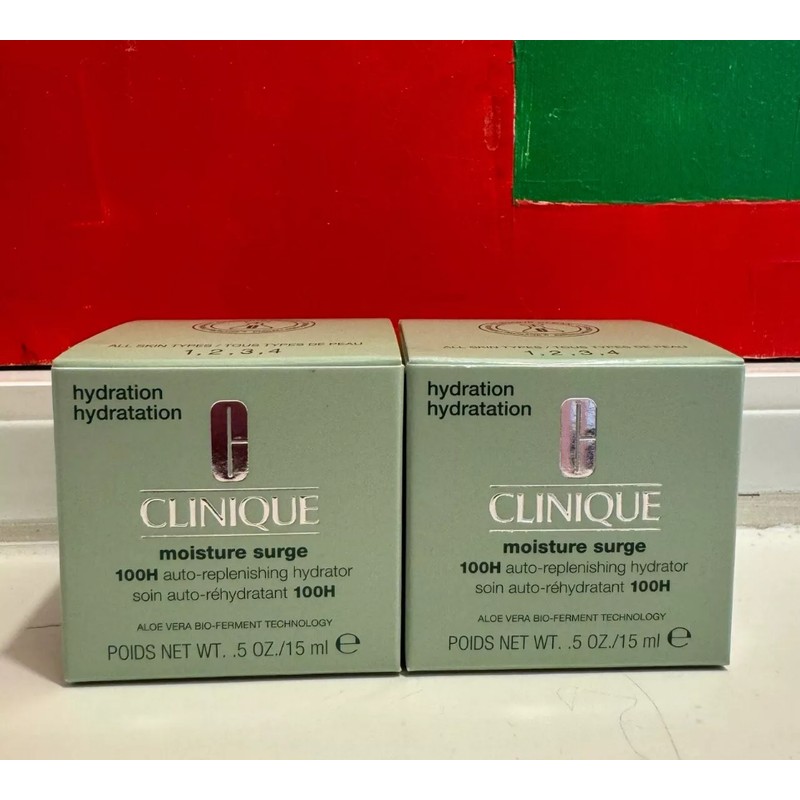 ALL SKIN TYPES / TOUS TYPES DE PEAU
1,2,3,4
hydration
hydratation
CLINIQUE
moisture surge
100H auto-replenishing hydrator
soin auto-réhydratant 100H
ALOE VERA BIO-FERMENT TECHNOLOGY
POIDS NET WT. .5 OZ./15 ml ℮
ALL SKIN TYPES / TOUS TYPES DE PEAU
1,2,3,4
hydration
hydratation
CLINIQUE
moisture surge
100H auto-replenishing hydrator
soin auto-réhydratant 100H
ALOE VERA BIO-FERMENT TECHNOLOGY
POIDS NET WT. .5 OZ./15 ml ℮